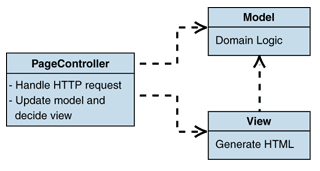 Model
Domain Logic
PageController
- Handle HTTP request
- Update model and
decide view
View
Generate HTML